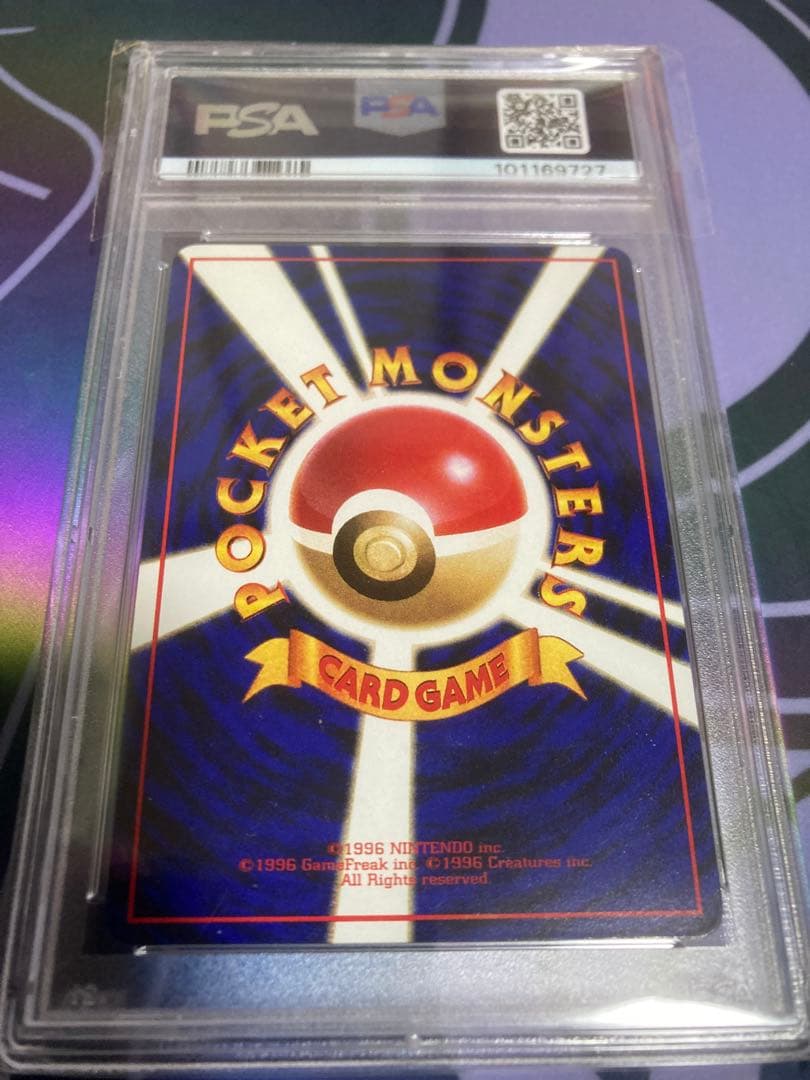 PSA PSA
101169727
POCKET MONSTERS
CARD GAME
©1996 NINTENDO inc.
©1996 GameFreak inc. ©1996 Creatures inc.
All Rights reserved.